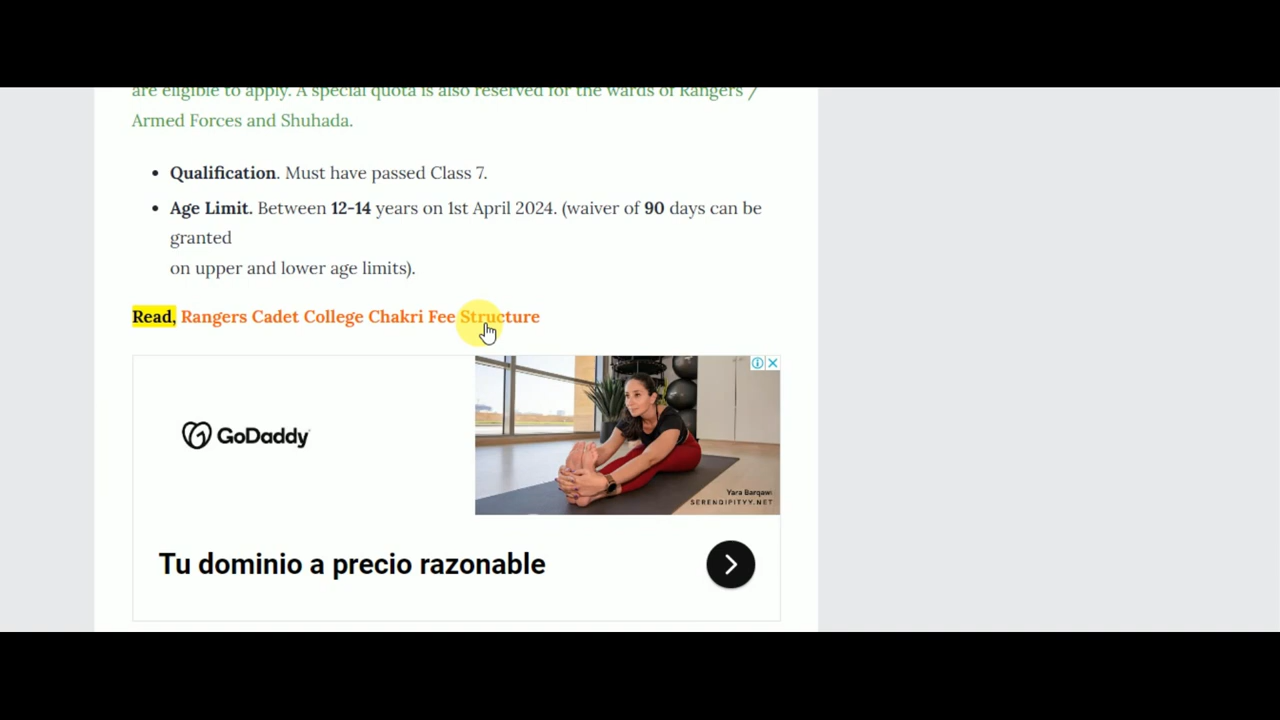 are eligible to apply. A special quota is also reserved for the wards of Rangers /
Armed Forces and Shuhada.
Qualification. Must have passed Class 7.
Age Limit. Between 12-14 years on 1st April 2024. (waiver of 90 days can be
granted
on upper and lower age limits).
Read, Rangers Cadet College Chakri Fee Structure
GoDaddy
Yara Barqawi
SERENDIPITYY.NET
Tu dominio a precio razonable